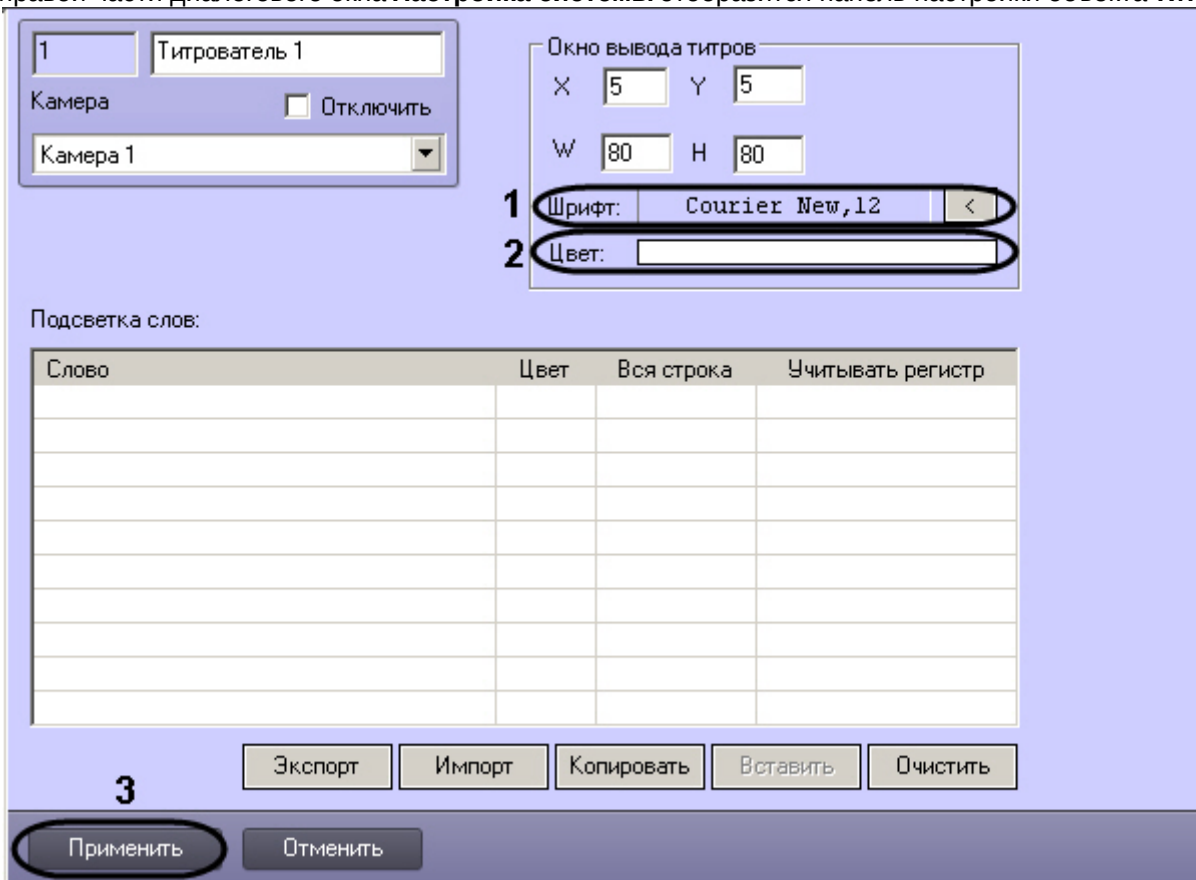 правой части диалогового окна Настройка системы отобразится панель настройки объекта
1 Титрователь 1
Камера Отключить
Камера 1
Окно вывода титров
X 5 Y 5
W 80 H 80
1 Шрифт: Courier New,12 <
2 Цвет:
Подсветка слов:
Слово Цвет Вся строка Учитывать регистр
Экспорт Импорт Копировать Вставить Очистить
3
Применить Отменить